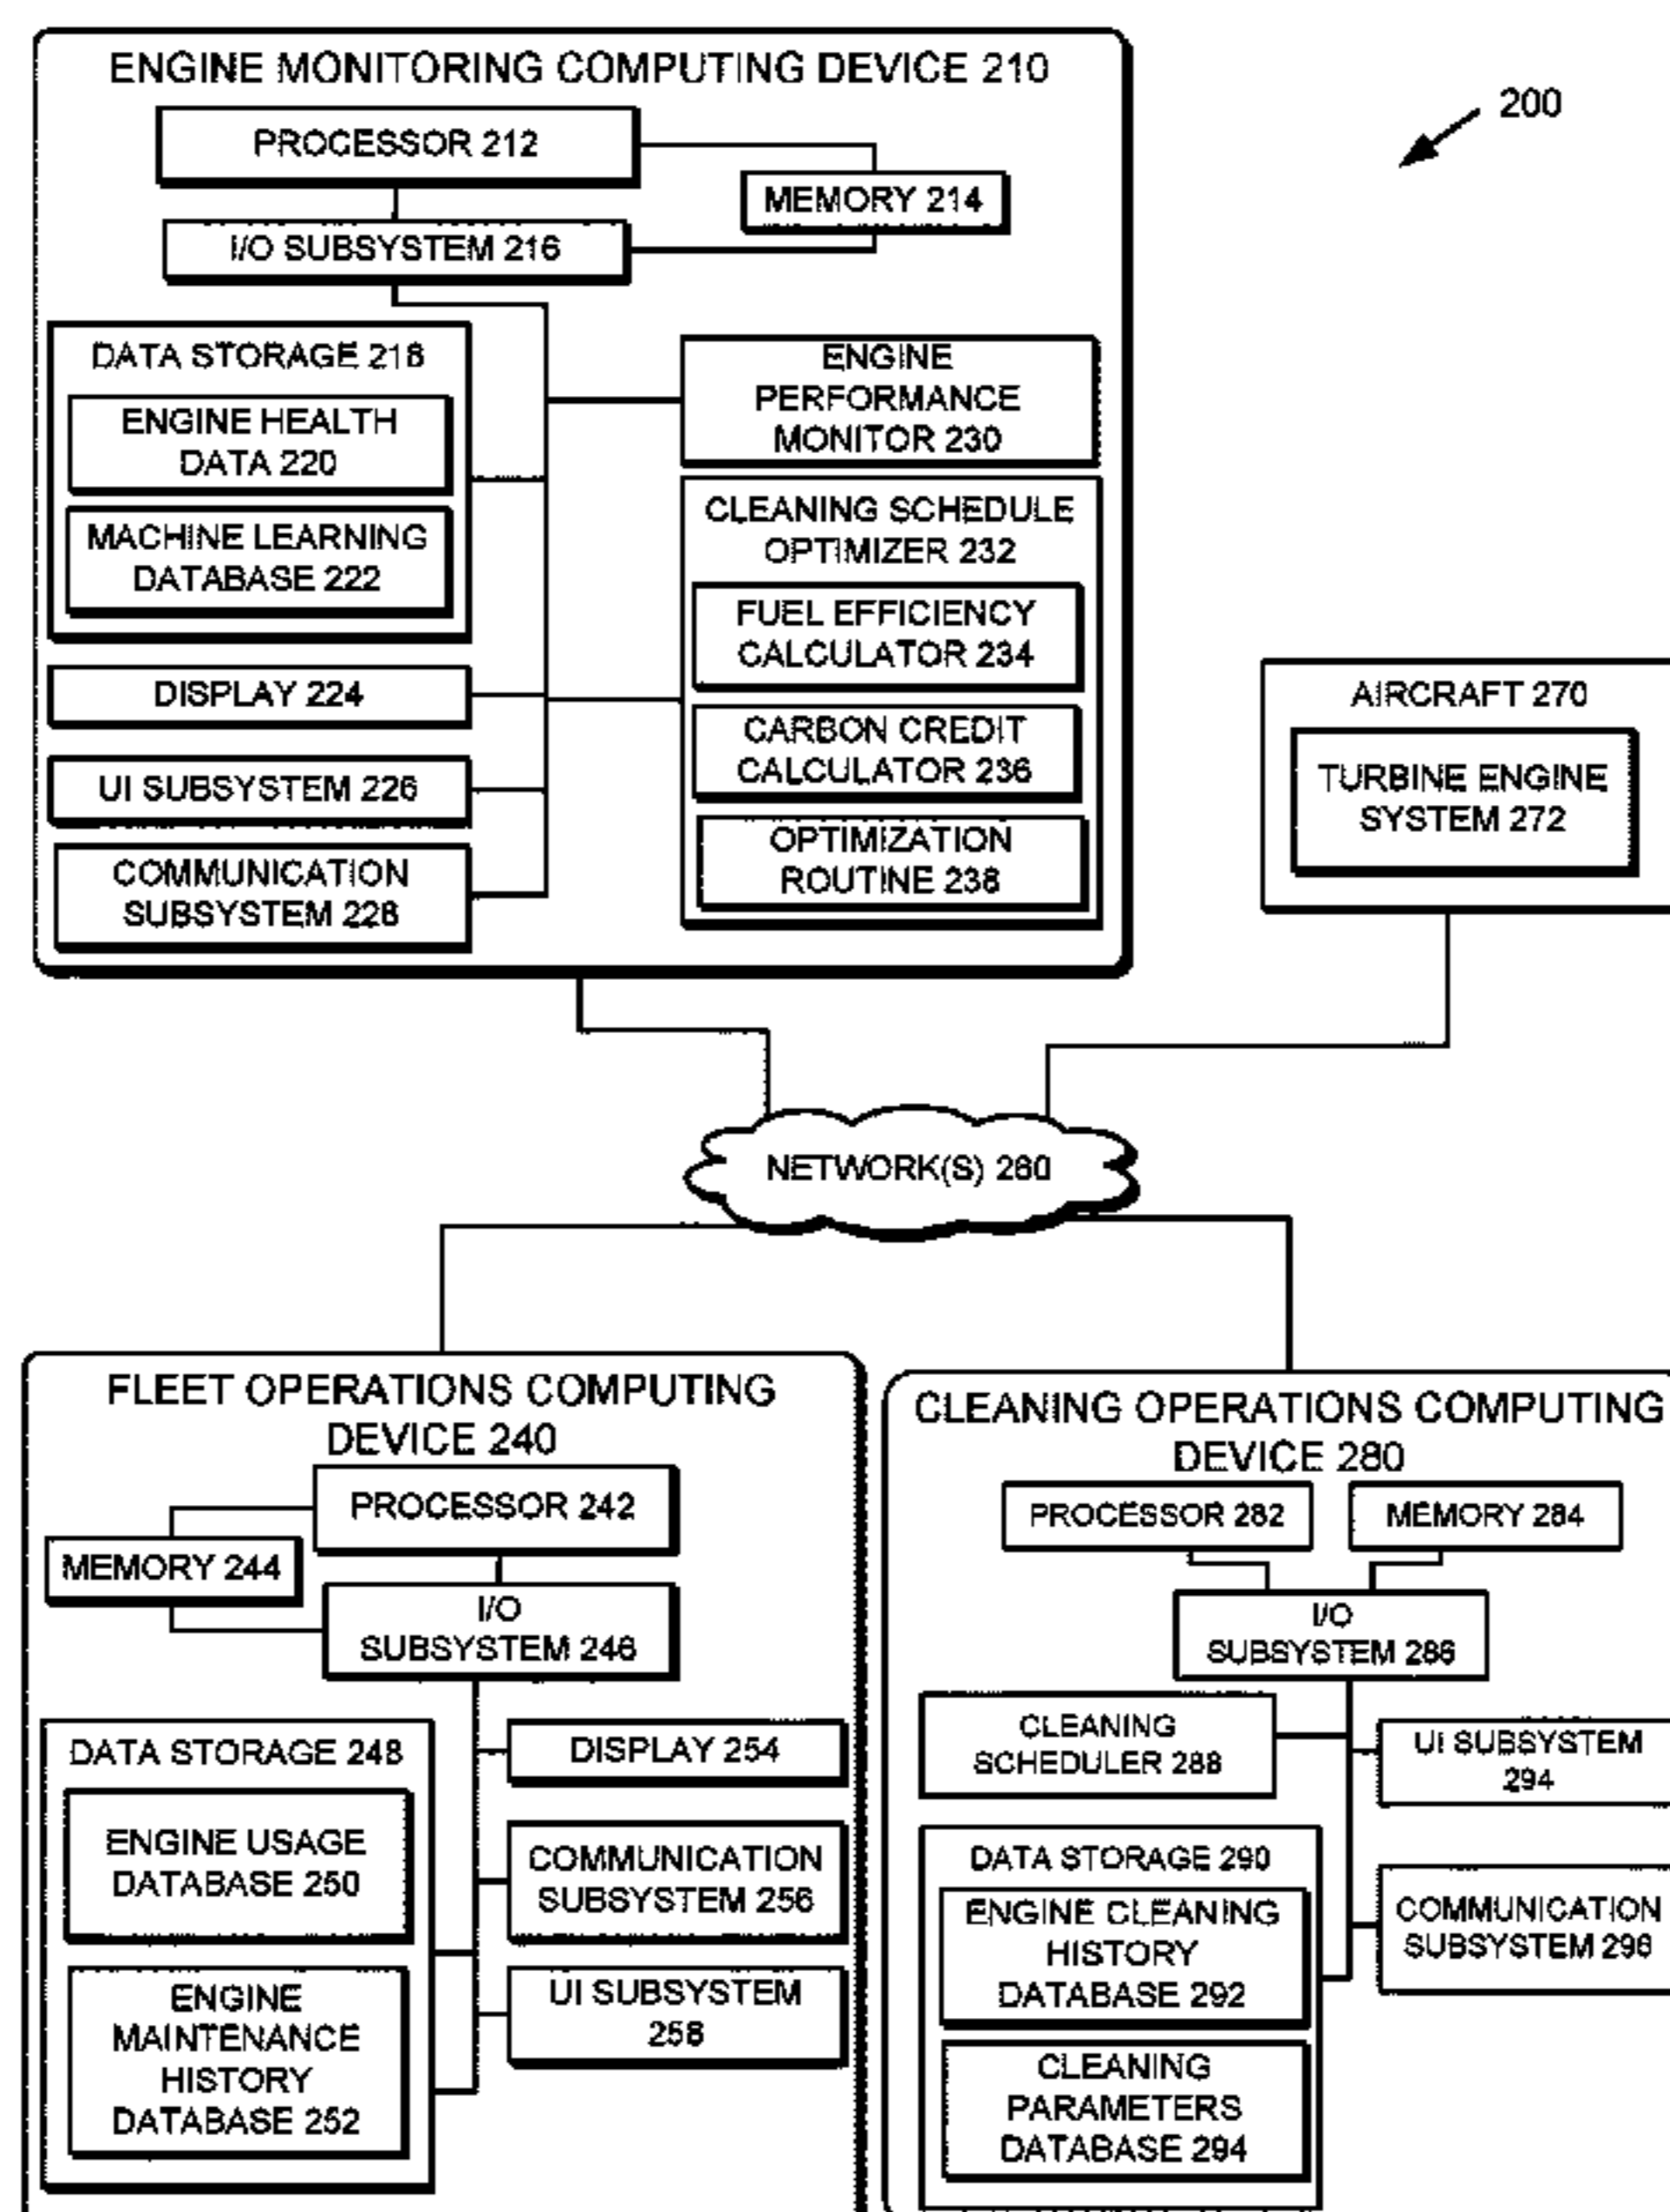 ENGINE MONITORING COMPUTING DEVICE 210
200
PROCESSOR 212
MEMORY 214
I/O SUBSYSTEM 216
DATA STORAGE 218
ENGINE HEALTH
DATA 220
MACHINE LEARNING
DATABASE 222
DISPLAY 224
UI SUBSYSTEM 226
COMMUNICATION
SUBSYSTEM 228
ENGINE
PERFORMANCE
MONITOR 230
CLEANING SCHEDULE
OPTIMIZER 232
FUEL EFFICIENCY
CALCULATOR 234
CARBON CREDIT
CALCULATOR 236
OPTIMIZATION
ROUTINE 238
AIRCRAFT 270
TURBINE ENGINE
SYSTEM 272
NETWORK(S) 260
FLEET OPERATIONS COMPUTING
DEVICE 240
PROCESSOR 242
MEMORY 244
I/O
SUBSYSTEM 246
DATA STORAGE 248
ENGINE USAGE
DATABASE 250
ENGINE
MAINTENANCE
HISTORY
DATABASE 252
DISPLAY 254
COMMUNICATION
SUBSYSTEM 256
UI SUBSYSTEM
258
CLEANING OPERATIONS COMPUTING
DEVICE 280
PROCESSOR 282
MEMORY 284
I/O
SUBSYSTEM 286
CLEANING
SCHEDULER 288
DATA STORAGE 290
ENGINE CLEANING
HISTORY
DATABASE 292
CLEANING
PARAMETERS
DATABASE 294
UI SUBSYSTEM
294
COMMUNICATION
SUBSYSTEM 296